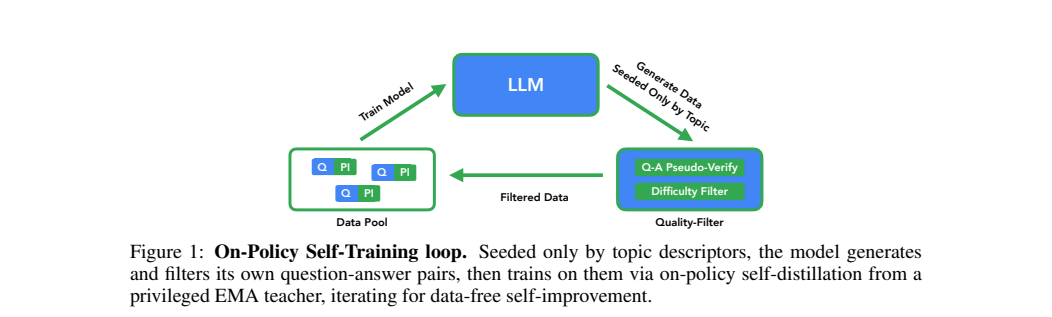 LLM
Train Model
Generate Data
Seeded Only by Topic
Q PI
Q PI
Q PI
Q-A Pseudo-Verify
Difficulty Filter
Filtered Data
Data Pool
Quality-Filter
Figure 1: On-Policy Self-Training loop. Seeded only by topic descriptors, the model generates
and filters its own question-answer pairs, then trains on them via on-policy self-distillation from a
privileged EMA teacher, iterating for data-free self-improvement.